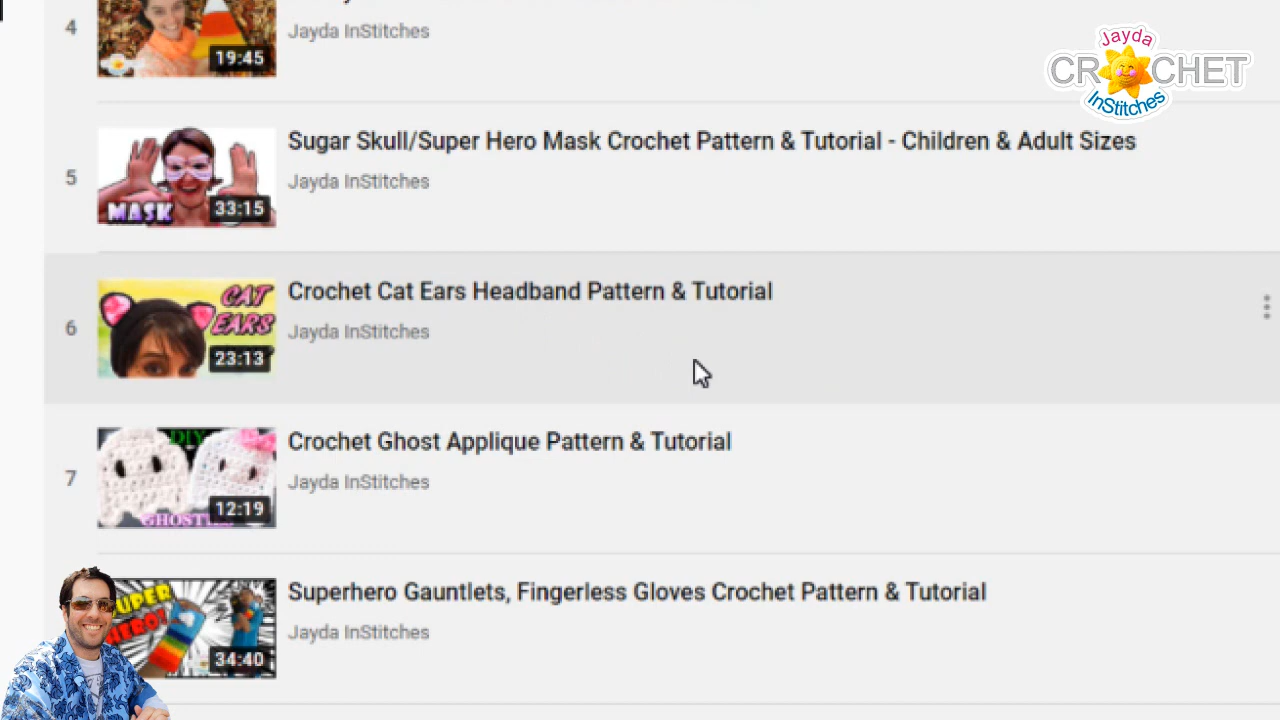 4
Jayda InStitches
19:45
Jayda
CROCHET
InStitches
5
Sugar Skull/Super Hero Mask Crochet Pattern & Tutorial - Children & Adult Sizes
Jayda InStitches
MASK
33:15
6
Crochet Cat Ears Headband Pattern & Tutorial
Jayda InStitches
CAT
EARS
23:13
7
Crochet Ghost Applique Pattern & Tutorial
Jayda InStitches
DIY
12:19
Superhero Gauntlets, Fingerless Gloves Crochet Pattern & Tutorial
Jayda InStitches
SUPER
HERO!
34:40